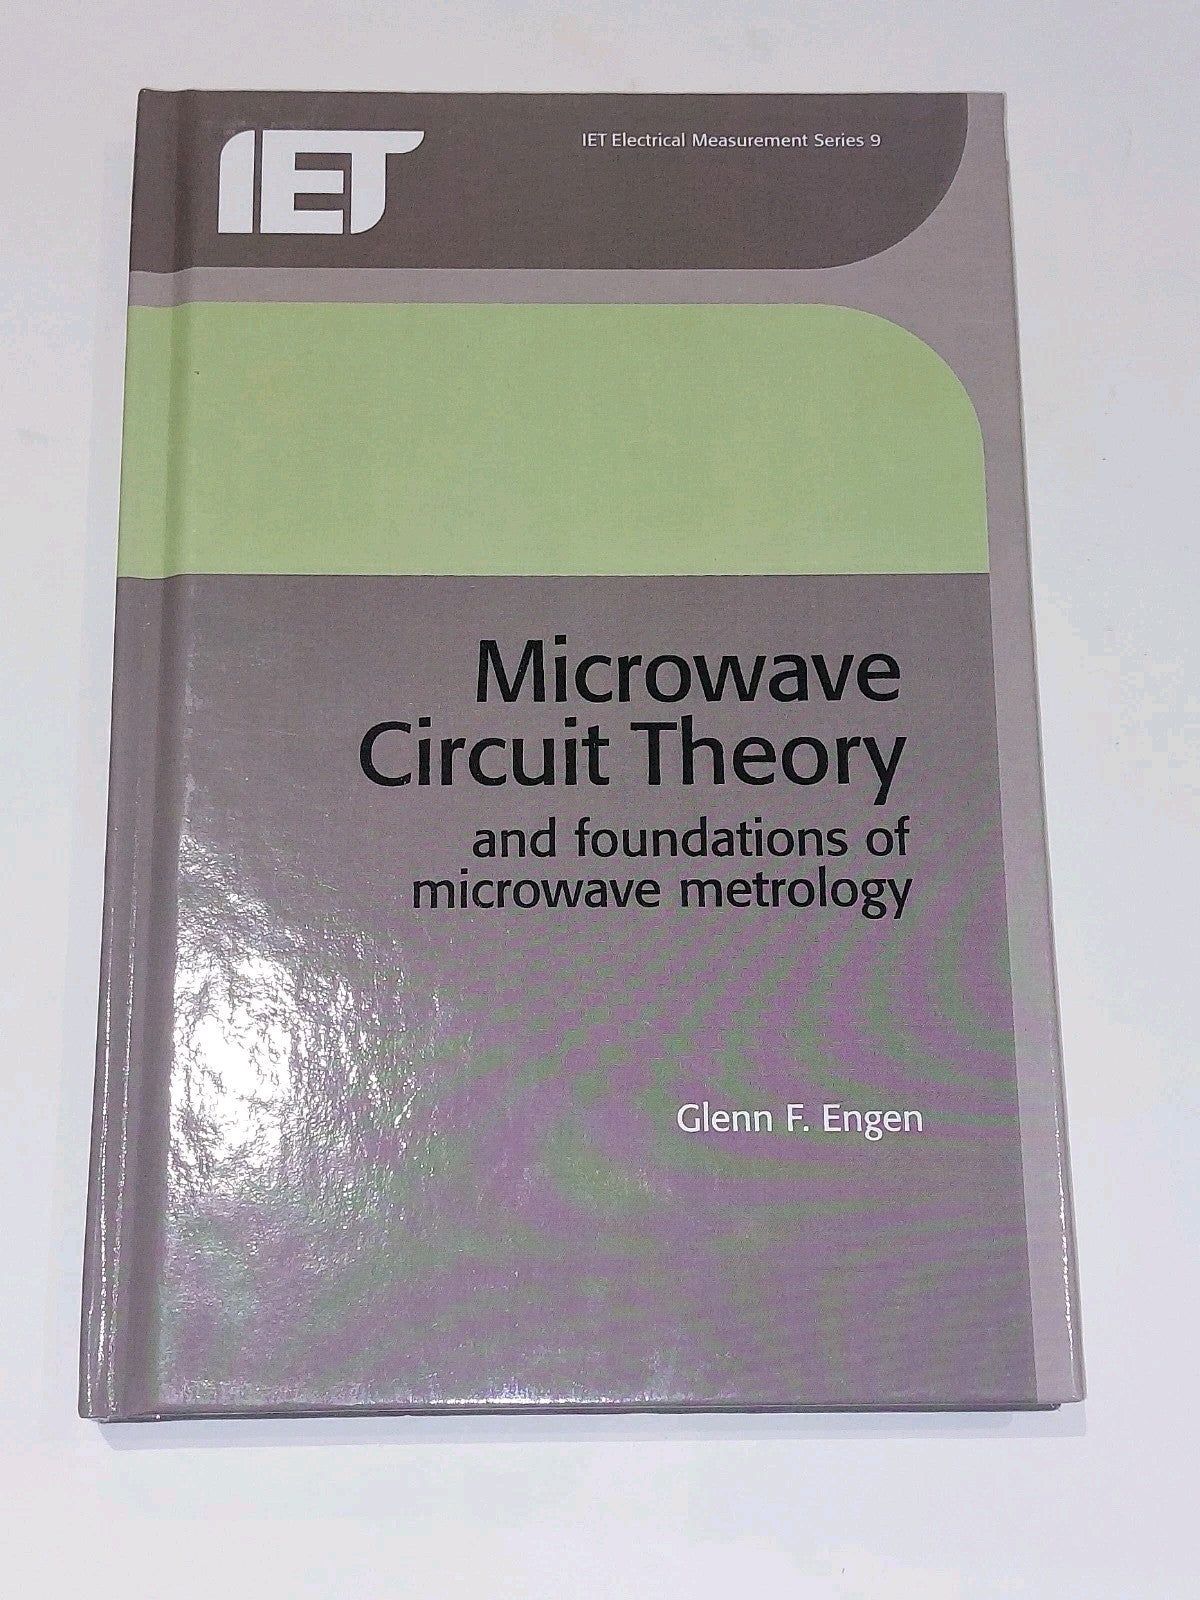 IET
IET Electrical Measurement Series 9
Microwave
Circuit Theory
and foundations of
microwave metrology
Glenn F. Engen